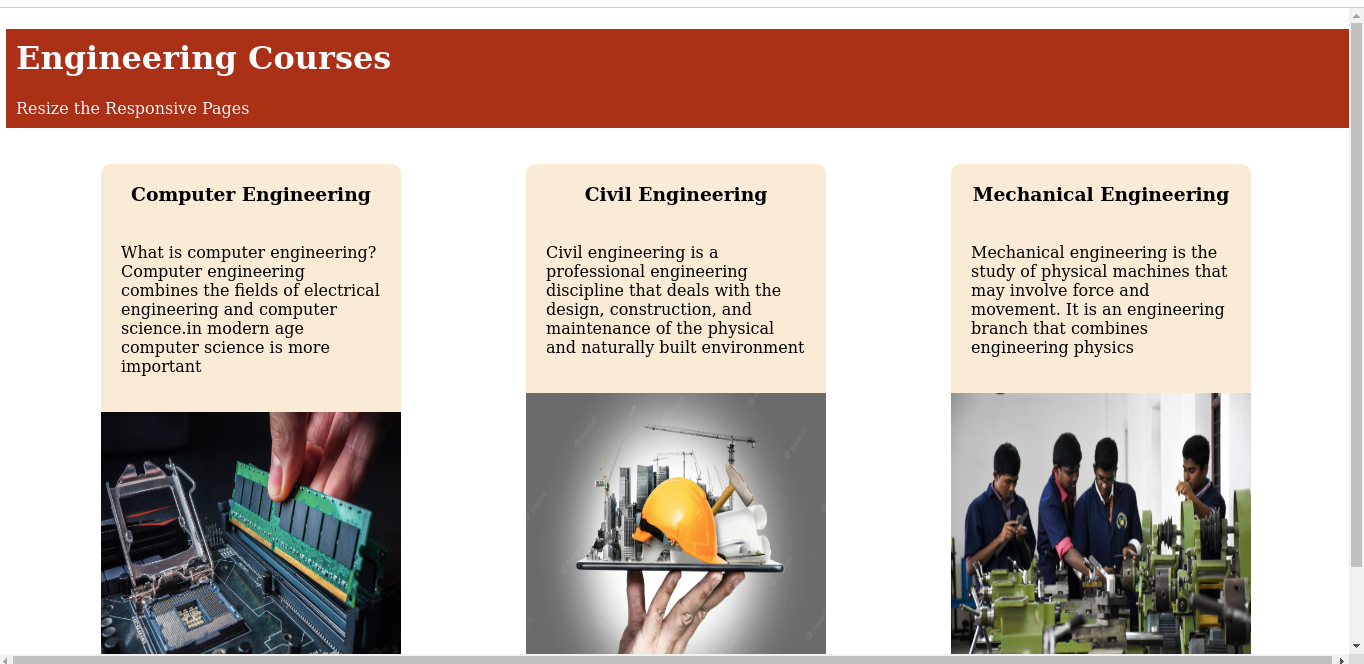 Engineering Courses
Resize the Responsive Pages
Computer Engineering
What is computer engineering?
Computer engineering
combines the fields of electrical
engineering and computer
science.in modern age
computer science is more
important
Civil Engineering
Civil engineering is a
professional engineering
discipline that deals with the
design, construction, and
maintenance of the physical
and naturally built environment
Mechanical Engineering
Mechanical engineering is the
study of physical machines that
may involve force and
movement. It is an engineering
branch that combines
engineering physics